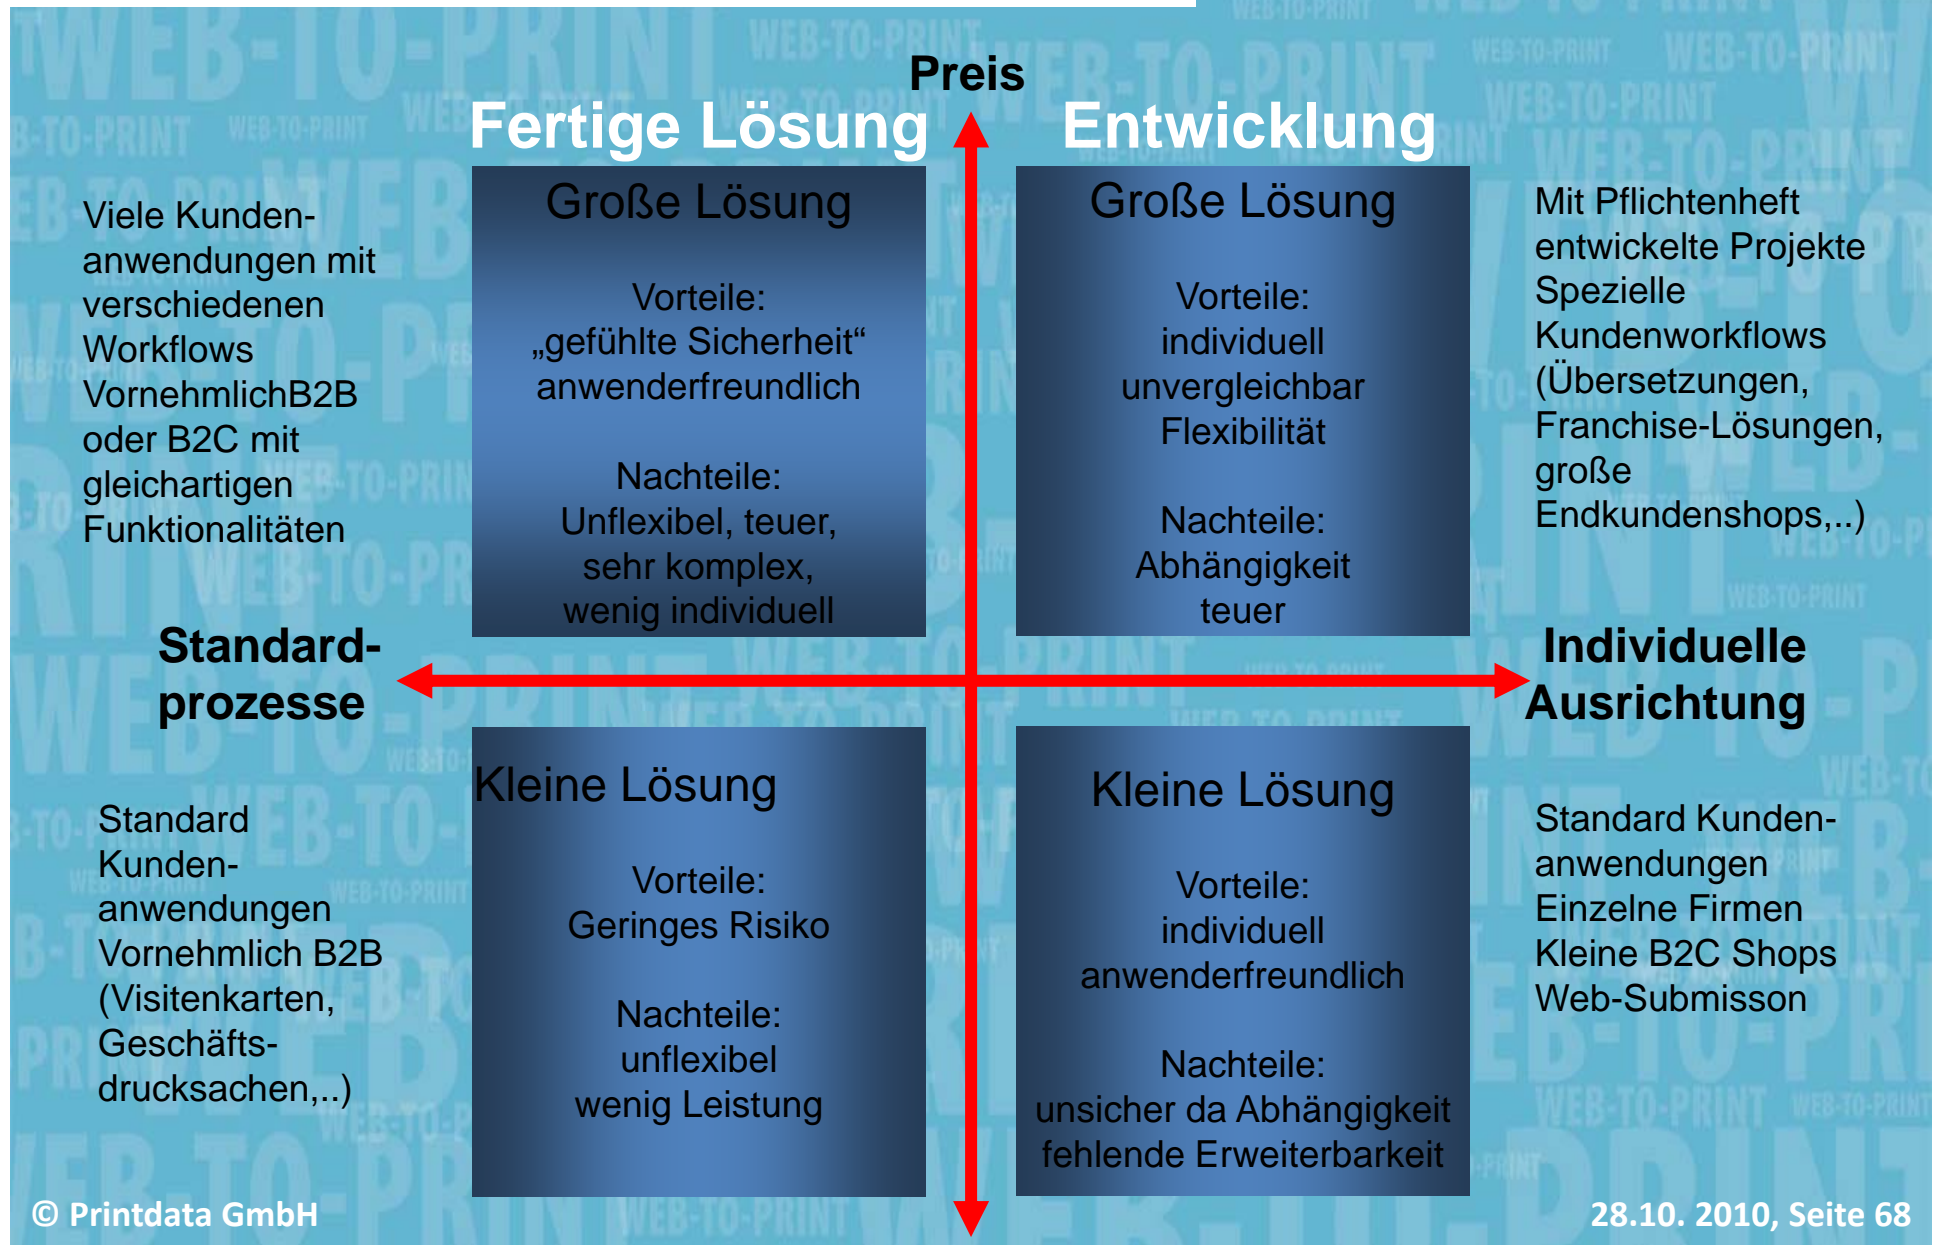 Preis
Fertige Lösung
Entwicklung
Viele Kunden-
anwendungen mit
verschiedenen
Workflows
VornehmlichB2B
oder B2C mit
gleichartigen
Funktionalitäten
Große Lösung
Vorteile:
„gefühlte Sicherheit“
anwenderfreundlich
Nachteile:
Unflexibel, teuer,
sehr komplex,
wenig individuell
Große Lösung
Vorteile:
individuell
unvergleichbar
Flexibilität
Nachteile:
Abhängigkeit
teuer
Mit Pflichtenheft
entwickelte Projekte
Spezielle
Kundenworkflows
(Übersetzungen,
Franchise-Lösungen,
große
Endkundenshops,..)
Standard-
prozesse
Individuelle
Ausrichtung
Standard
Kunden-
anwendungen
Vornehmlich B2B
(Visitenkarten,
Geschäfts-
drucksachen,..)
Kleine Lösung
Vorteile:
Geringes Risiko
Nachteile:
unflexibel
wenig Leistung
Kleine Lösung
Vorteile:
individuell
anwenderfreundlich
Nachteile:
unsicher da Abhängigkeit
fehlende Erweiterbarkeit
Standard Kunden-
anwendungen
Einzelne Firmen
Kleine B2C Shops
Web-Submisson
© Printdata GmbH
28.10. 2010, Seite 68